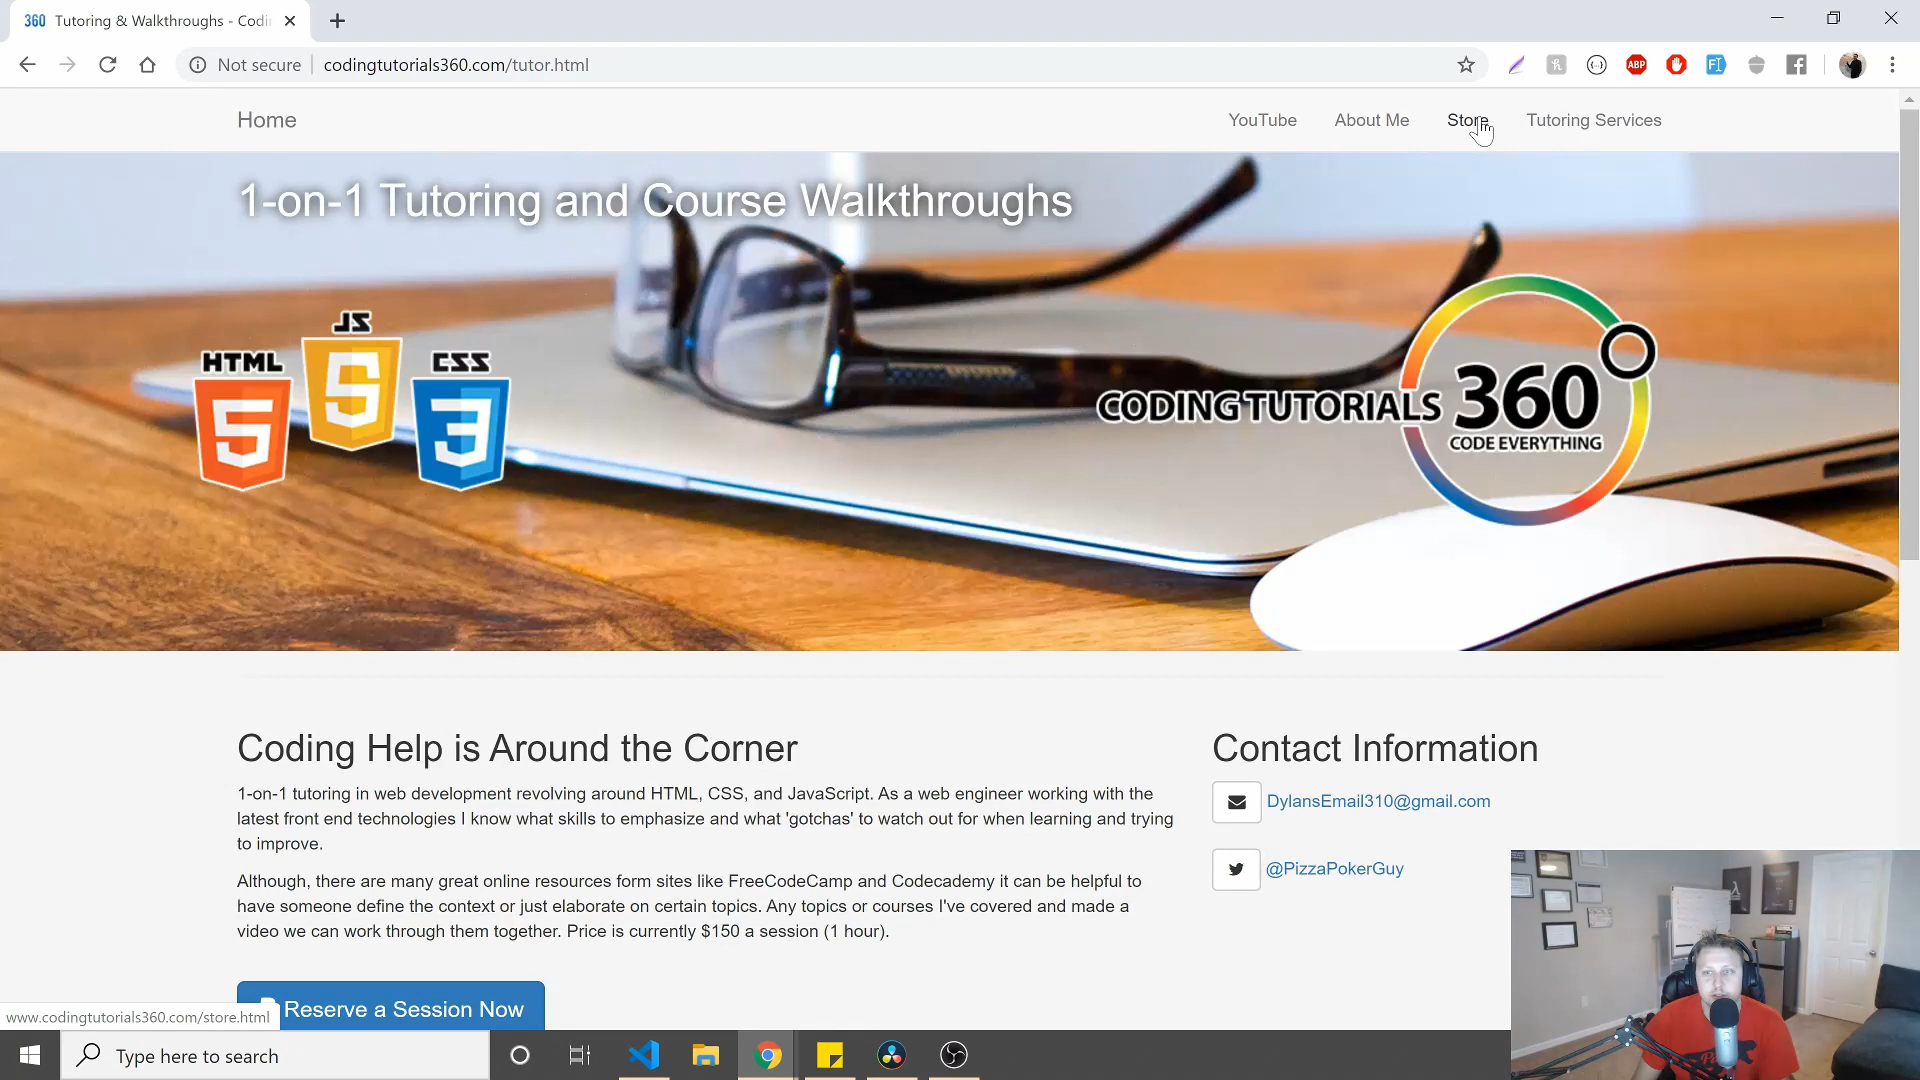 360 Tutoring & Walkthroughs - Codi
Not secure
codingtutorials360.com/tutor.html
ABP
Home
YouTube
About Me
Store
Tutoring Services
1-on-1 Tutoring and Course Walkthroughs
HTML
5
JS
CSS
3
CODINGTUTORIALS 360
CODE EVERYTHING
Coding Help is Around the Corner
1-on-1 tutoring in web development revolving around HTML, CSS, and JavaScript. As a web engineer working with the
latest front end technologies I know what skills to emphasize and what 'gotchas' to watch out for when learning and trying
to improve.
Although, there are many great online resources form sites like FreeCodeCamp and Codecademy it can be helpful to
have someone define the context or just elaborate on certain topics. Any topics or courses I've covered and made a
video we can work through them together. Price is currently $150 a session (1 hour).
Reserve a Session Now
Contact Information
DylansEmail310@gmail.com
@PizzaPokerGuy
www.codingtutorials360.com/store.html
Type here to search